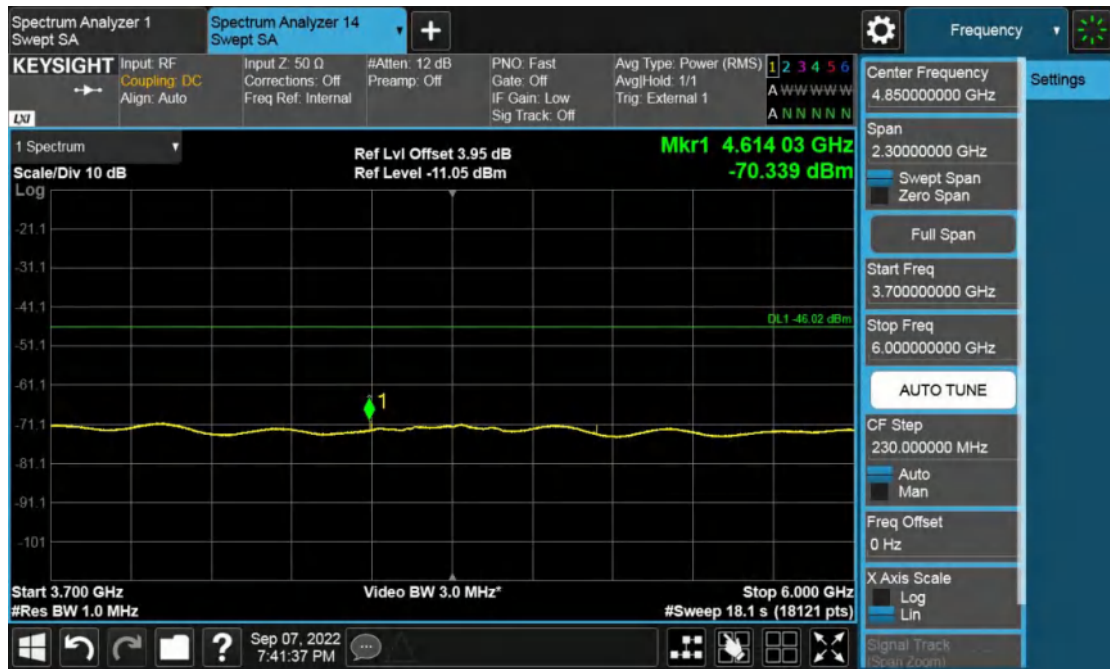 Spectrum Analyzer 1
Swept SA
Spectrum Analyzer 14
Swept SA
Frequency
KEYSIGHT
LXI
Input: RF
Coupling: DC
Align: Auto
Input Z: 50 Ω
Corrections: Off
Freq Ref: Internal
#Atten: 12 dB
Preamp: Off
PNO: Fast
Gate: Off
IF Gain: Low
Sig Track: Off
Avg Type: Power (RMS)
Avg|Hold: 1/1
Trig: External 1
1 2 3 4 5 6
A W W W W W
A N N N N N
1 Spectrum
Scale/Div 10 dB
Log
Ref Lvl Offset 3.95 dB
Ref Level -11.05 dBm
Mkr1 4.614 03 GHz
-70.339 dBm
-21.1
-31.1
-41.1
DL1 -46.02 dBm
-51.1
-61.1
1
-71.1
-81.1
-91.1
-101
Start 3.700 GHz
#Res BW 1.0 MHz
Video BW 3.0 MHz*
Stop 6.000 GHz
#Sweep 18.1 s (18121 pts)
?
Sep 07, 2022
7:41:37 PM
Center Frequency
4.850000000 GHz
Span
2.30000000 GHz
Swept Span
Zero Span
Full Span
Start Freq
3.700000000 GHz
Stop Freq
6.000000000 GHz
AUTO TUNE
CF Step
230.000000 MHz
Auto
Man
Freq Offset
0 Hz
X Axis Scale
Log
Lin
Signal Track
(Span Zoom)
Settings